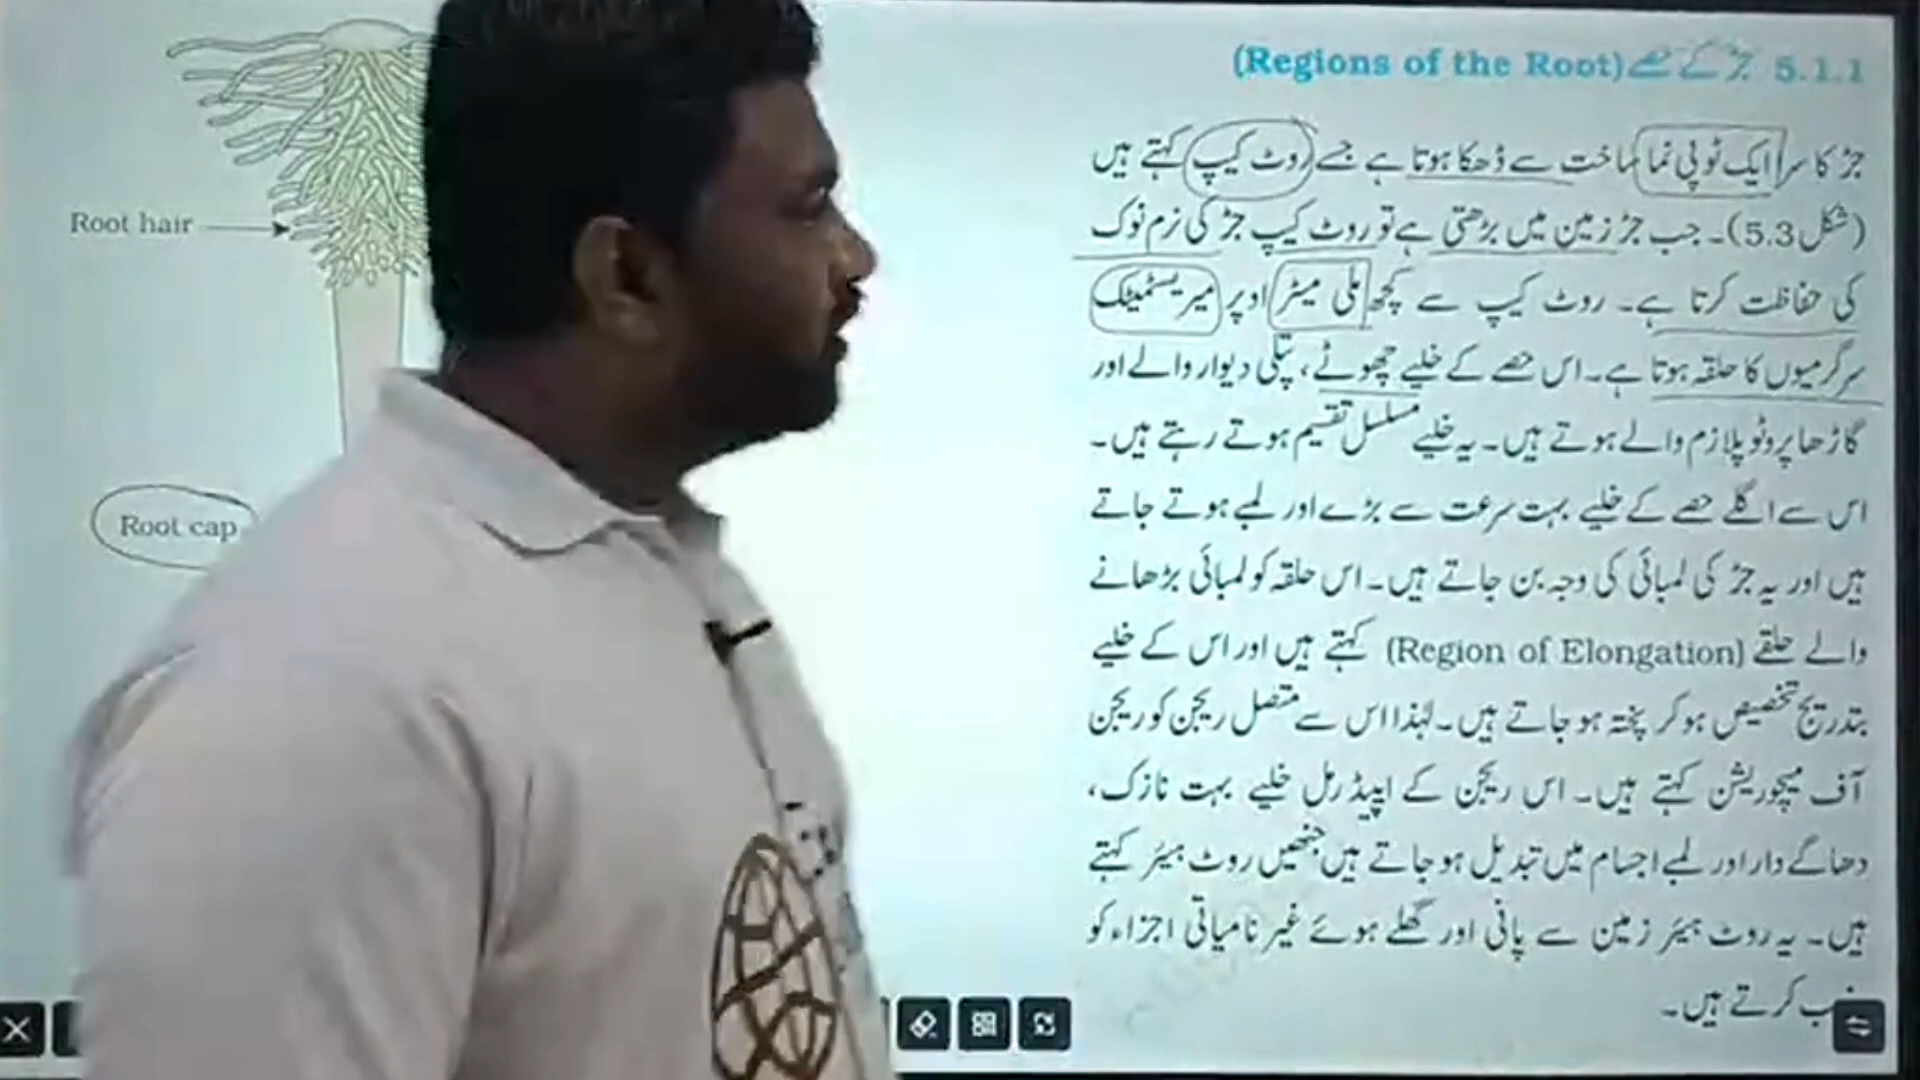 5.1.1 جڑ کے حصے (Regions of the Root)
جڑ کا سرا ایک ٹوپی نما ساخت سے ڈھکا ہوتا ہے جسے روٹ کیپ کہتے ہیں
(شکل 5.3)۔ جب جڑ زمین میں بڑھتی ہے تو روٹ کیپ جڑ کی نرم نوک
کی حفاظت کرتا ہے۔ روٹ کیپ سے کچھ ملی میٹر اوپر میریسٹمیٹک
سرگرمیوں کا حلقہ ہوتا ہے۔ اس حصے کے خلیے چھوٹے، پتلی دیوار والے اور
گاڑھا پروٹوپلازم والے ہوتے ہیں۔ یہ خلیے مسلسل تقسیم ہوتے رہتے ہیں۔
اس سے اگلے حصے کے خلیے بہت سرعت سے بڑے اور لمبے ہوتے جاتے
ہیں اور یہ جڑ کی لمبائی کی وجہ بن جاتے ہیں۔ اس حلقہ کو لمبائی بڑھانے
والے حلقے (Region of Elongation) کہتے ہیں اور اس کے خلیے
بتدریج تخصیص ہو کر پختہ ہو جاتے ہیں۔ لہٰذا اس سے متصل ریجن کو ریجن
آف میچوریشن کہتے ہیں۔ اس ریجن کے ایپیڈرمل خلیے بہت نازک،
دھاگے دار اور لمبے اجسام میں تبدیل ہو جاتے ہیں جنھیں روٹ ہیئر کہتے
ہیں۔ یہ روٹ ہیئر زمین سے پانی اور گھلے ہوئے غیر نامیاتی اجزاء کو
کرتے ہیں۔
Root hair
Root cap